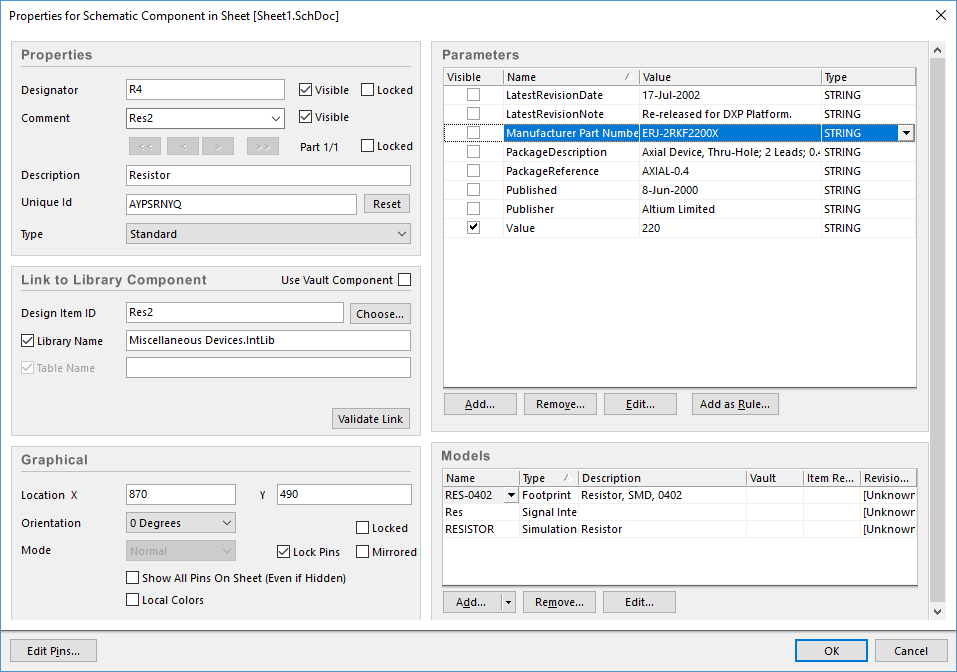 Properties for Schematic Component in Sheet [Sheet1.SchDoc]
Properties
Designator R4 Visible Locked
Comment Res2 Visible
<< < > >> Part 1/1 Locked
Description Resistor
Unique Id AYPSRNYQ Reset
Type Standard
Link to Library Component Use Vault Component
Design Item ID Res2 Choose...
Library Name Miscellaneous Devices.IntLib
Table Name
Validate Link
Graphical
Location X 870 Y 490
Orientation 0 Degrees Locked
Mode Normal Lock Pins Mirrored
Show All Pins On Sheet (Even if Hidden)
Local Colors
Parameters
Visible Name Value Type
LatestRevisionDate 17-Jul-2002 STRING
LatestRevisionNote Re-released for DXP Platform. STRING
Manufacturer Part Numbe ERJ-2RKF2200X STRING
PackageDescription Axial Device, Thru-Hole; 2 Leads; 0.4 STRING
PackageReference AXIAL-0.4 STRING
Published 8-Jun-2000 STRING
Publisher Altium Limited STRING
Value 220 STRING
Add... Remove... Edit... Add as Rule...
Models
Name Type Description Vault Item Re... Revisio...
RES-0402 Footprint Resistor, SMD, 0402 [Unknown
Res Signal Inte [Unknown
RESISTOR Simulation Resistor [Unknown
Add... Remove... Edit...
Edit Pins... OK Cancel